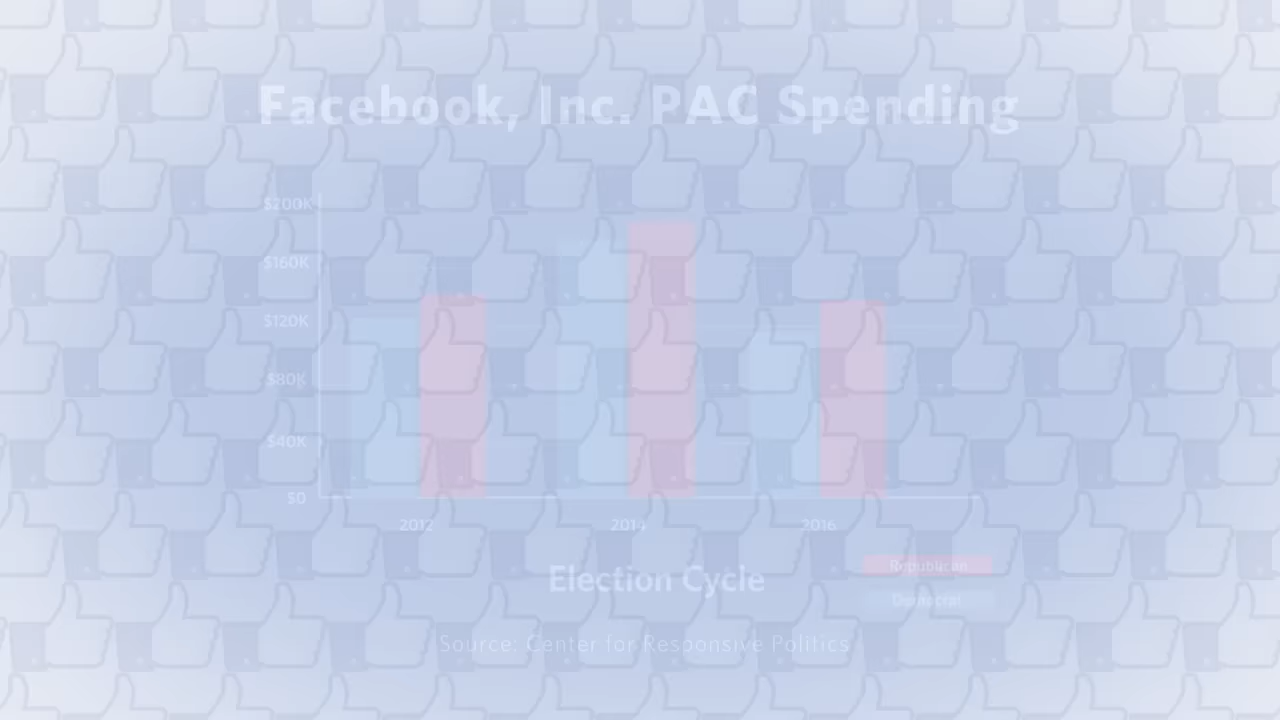 Facebook, Inc. PAC Spending
$200K
$160K
$120K
$80K
$40K
$0
2012 2014 2016
Election Cycle
Republican
Democrat
Source: Center for Responsive Politics